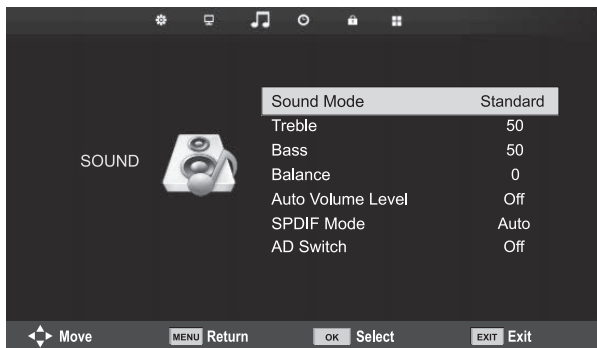 Sound Mode Standard
Treble 50
Bass 50
SOUND
Balance 0
Auto Volume Level Off
SPDIF Mode Auto
AD Switch Off
Move MENU Return OK Select EXIT Exit